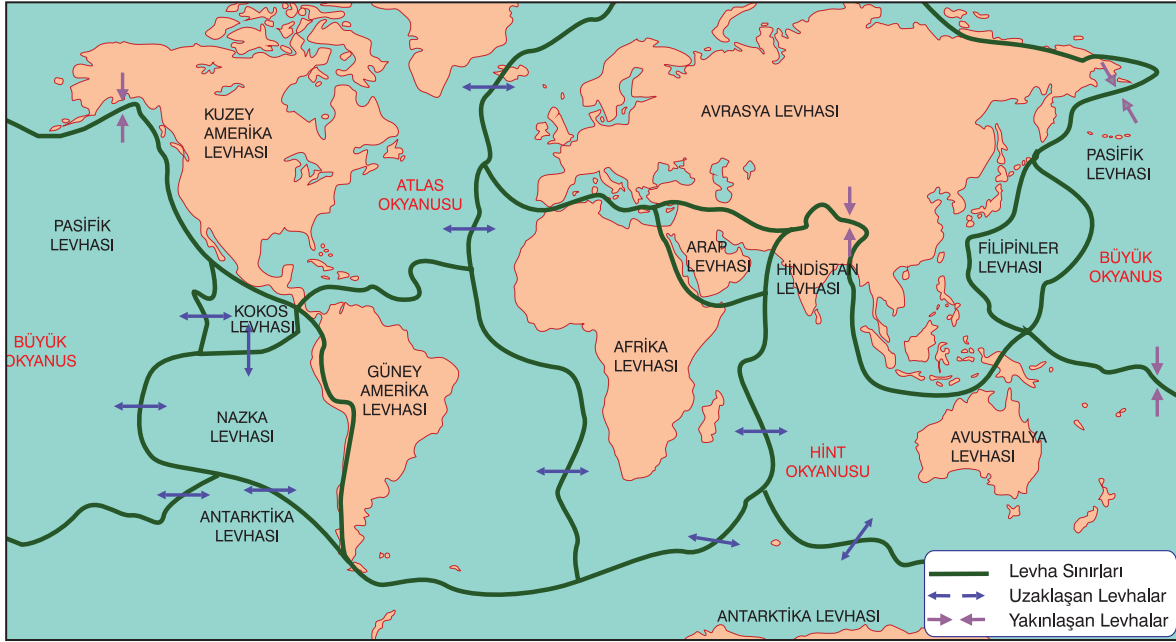 KUZEY
AMERİKA
LEVHASI
AVRASYA LEVHASI
PASİFİK
LEVHASI
ATLAS
OKYANUSU
PASİFİK
LEVHASI
ARAP
LEVHASI
HİNDİSTAN
LEVHASI
FİLİPİNLER
LEVHASI
BÜYÜK
OKYANUS
KOKOS
LEVHASI
BÜYÜK
OKYANUS
GÜNEY
AMERİKA
LEVHASI
AFRİKA
LEVHASI
NAZKA
LEVHASI
HİNT
OKYANUSU
AVUSTRALYA
LEVHASI
ANTARKTİKA
LEVHASI
ANTARKTİKA LEVHASI
Levha Sınırları
Uzaklaşan Levhalar
Yakınlaşan Levhalar